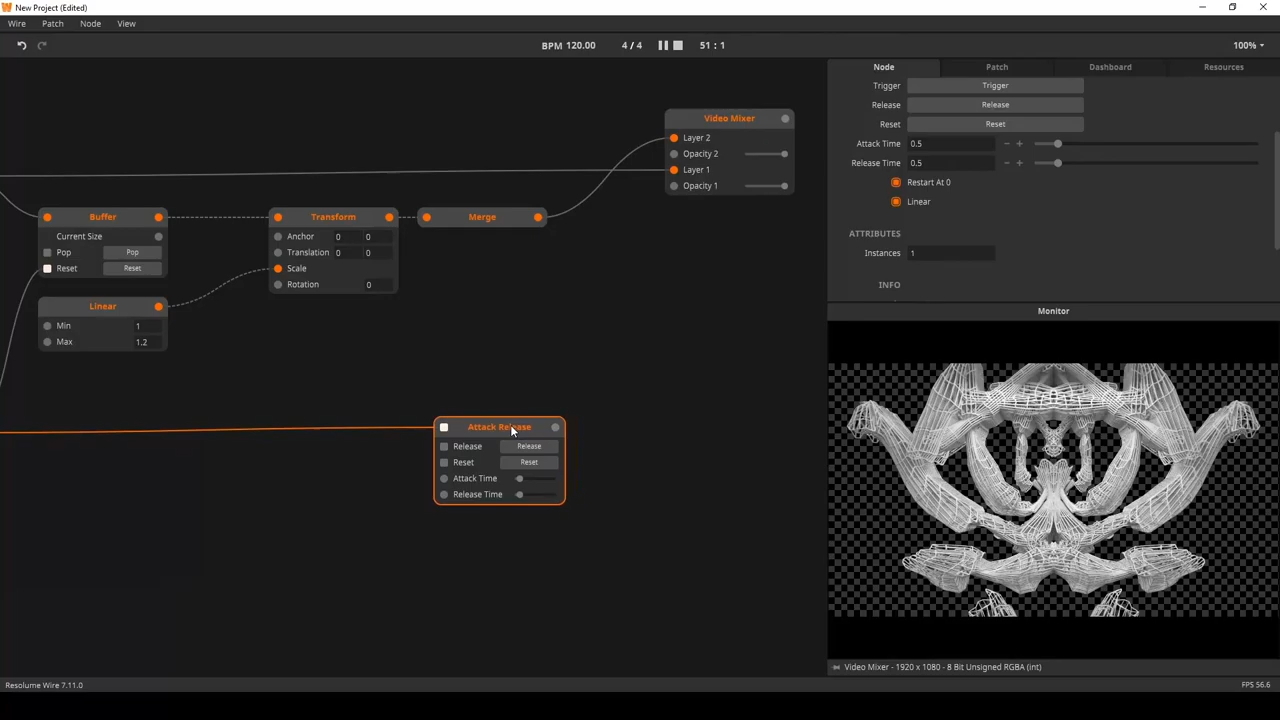 New Project (Edited)
Wire Patch Node View
BPM 120.00 4 / 4 51 : 1 100%
Node Patch Dashboard Resources
Trigger Trigger
Release Release
Reset Reset
Attack Time 0.5 − +
Release Time 0.5 − +
Restart At 0
Linear
ATTRIBUTES
Instances 1
INFO
Monitor
Video Mixer
Layer 2
Opacity 2
Layer 1
Opacity 1
Buffer
Current Size
Pop Pop
Reset Reset
Transform
Anchor 0 0
Translation 0 0
Scale
Rotation 0
Merge
Linear
Min 1
Max 1.2
Attack Release
Release Release
Reset Reset
Attack Time
Release Time
Video Mixer - 1920 x 1080 - 8 Bit Unsigned RGBA (int)
Resolume Wire 7.11.0
FPS 56.6